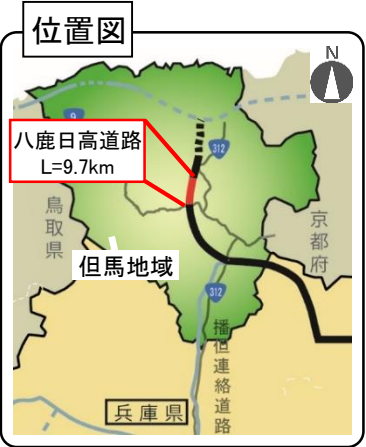 位置図
N
9
八鹿日高道路
L=9.7km
312
鳥取県
京都府
但馬地域
312
播但連絡道路
兵庫県